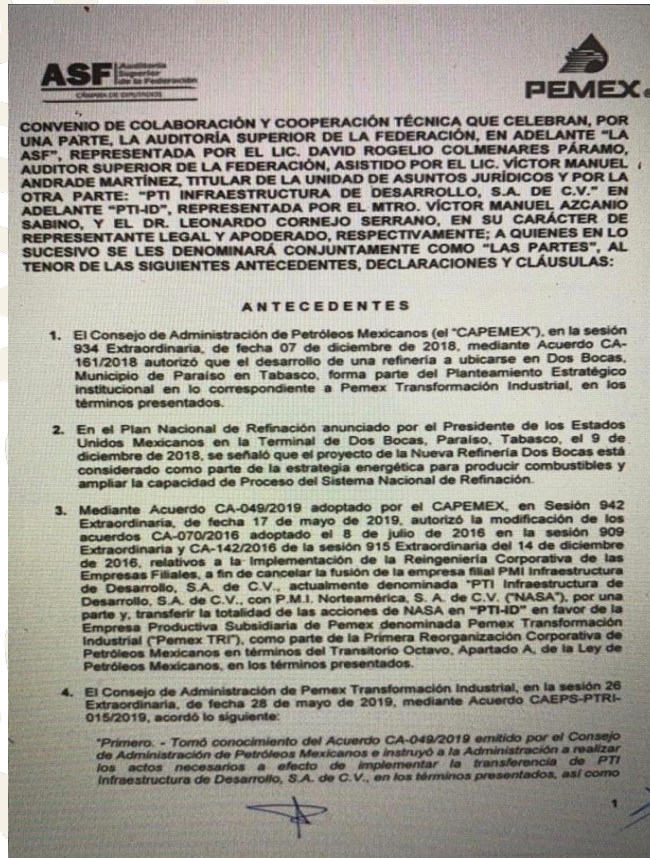 ASF Auditoría
Superior
de la Federación
CÁMARA DE DIPUTADOS
PEMEX
CONVENIO DE COLABORACIÓN Y COOPERACIÓN TÉCNICA QUE CELEBRAN, POR
UNA PARTE, LA AUDITORÍA SUPERIOR DE LA FEDERACIÓN, EN ADELANTE "LA
ASF", REPRESENTADA POR EL LIC. DAVID ROGELIO COLMENARES PÁRAMO,
AUDITOR SUPERIOR DE LA FEDERACIÓN, ASISTIDO POR EL LIC. VÍCTOR MANUEL
ANDRADE MARTÍNEZ, TITULAR DE LA UNIDAD DE ASUNTOS JURÍDICOS Y POR LA
OTRA PARTE: "PTI INFRAESTRUCTURA DE DESARROLLO, S.A. DE C.V." EN
ADELANTE "PTI-ID", REPRESENTADA POR EL MTRO. VÍCTOR MANUEL AZCANIO
SABINO, Y EL DR. LEONARDO CORNEJO SERRANO, EN SU CARÁCTER DE
REPRESENTANTE LEGAL Y APODERADO, RESPECTIVAMENTE; A QUIENES EN LO
SUCESIVO SE LES DENOMINARÁ CONJUNTAMENTE COMO "LAS PARTES", AL
TENOR DE LAS SIGUIENTES ANTECEDENTES, DECLARACIONES Y CLÁUSULAS:
ANTECEDENTES
1. El Consejo de Administración de Petróleos Mexicanos (el "CAPEMEX"), en la sesión
934 Extraordinaria, de fecha 07 de diciembre de 2018, mediante Acuerdo CA-
161/2018 autorizó que el desarrollo de una refinería a ubicarse en Dos Bocas,
Municipio de Paraíso en Tabasco, forma parte del Planteamiento Estratégico
institucional en lo correspondiente a Pemex Transformación Industrial, en los
términos presentados.
2. En el Plan Nacional de Refinación anunciado por el Presidente de los Estados
Unidos Mexicanos en la Terminal de Dos Bocas, Paraíso, Tabasco, el 9 de
diciembre de 2018, se señaló que el proyecto de la Nueva Refinería Dos Bocas está
considerado como parte de la estrategia energética para producir combustibles y
ampliar la capacidad de Proceso del Sistema Nacional de Refinación.
3. Mediante Acuerdo CA-049/2019 adoptado por el CAPEMEX, en Sesión 942
Extraordinaria, de fecha 17 de mayo de 2019, autorizó la modificación de los
acuerdos CA-070/2016 adoptado el 8 de julio de 2016 en la sesión 909
Extraordinaria y CA-142/2016 de la sesión 915 Extraordinaria del 14 de diciembre
de 2016, relativos a la Implementación de la Reingeniería Corporativa de las
Empresas Filiales, a fin de cancelar la fusión de la empresa filial PMI Infraestructura
de Desarrollo, S.A. de C.V., actualmente denominada "PTI Infraestructura de
Desarrollo, S.A. de C.V., con P.M.I. Norteamérica, S. A. de C.V. ("NASA"), por una
parte y, transferir la totalidad de las acciones de NASA en "PTI-ID" en favor de la
Empresa Productiva Subsidiaria de Pemex denominada Pemex Transformación
Industrial ("Pemex TRI"), como parte de la Primera Reorganización Corporativa de
Petróleos Mexicanos en términos del Transitorio Octavo, Apartado A, de la Ley de
Petróleos Mexicanos, en los términos presentados.
4. El Consejo de Administración de Pemex Transformación Industrial, en la sesión 26
Extraordinaria, de fecha 28 de mayo de 2019, mediante Acuerdo CAEPS-PTRI-
015/2019, acordó lo siguiente:
"Primero. - Tomó conocimiento del Acuerdo CA-049/2019 emitido por el Consejo
de Administración de Petróleos Mexicanos e instruyó a la Administración a realizar
los actos necesarios a efecto de implementar la transferencia de PTI
Infraestructura de Desarrollo, S.A. de C.V., en los términos presentados, así como
1